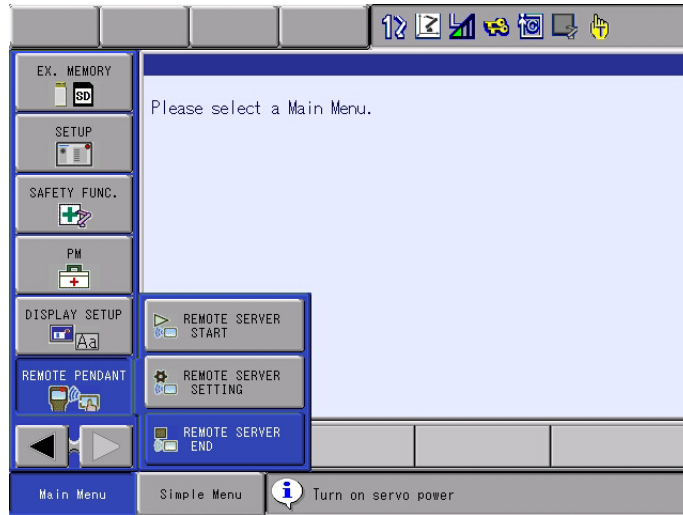 EX. MEMORY
SD
SETUP
SAFETY FUNC.
PM
DISPLAY SETUP
Aa
REMOTE PENDANT
Please select a Main Menu.
REMOTE SERVER
START
REMOTE SERVER
SETTING
REMOTE SERVER
END
Main Menu
Simple Menu
Turn on servo power